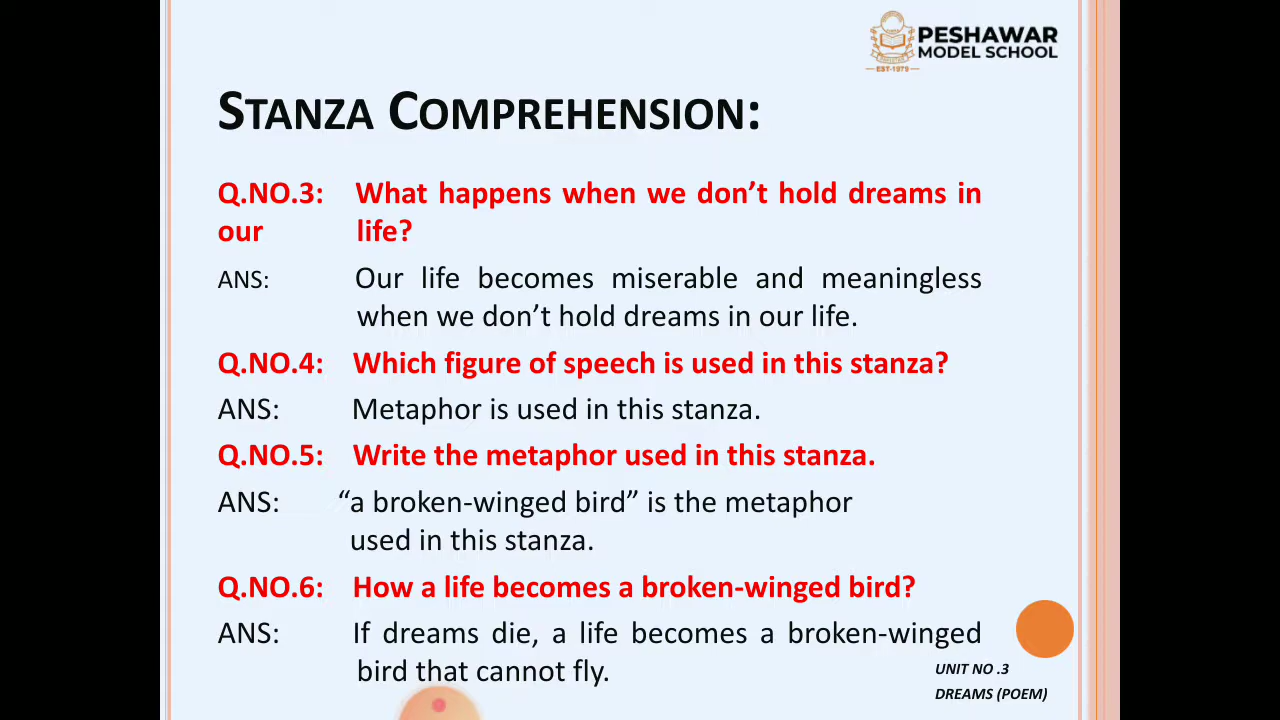 PESHAWAR
MODEL SCHOOL
EST-1979
STANZA COMPREHENSION:
Q.NO.3: What happens when we don’t hold dreams in
our life?
ANS: Our life becomes miserable and meaningless
when we don’t hold dreams in our life.
Q.NO.4: Which figure of speech is used in this stanza?
ANS: Metaphor is used in this stanza.
Q.NO.5: Write the metaphor used in this stanza.
ANS: “a broken-winged bird” is the metaphor
used in this stanza.
Q.NO.6: How a life becomes a broken-winged bird?
ANS: If dreams die, a life becomes a broken-winged
bird that cannot fly.
UNIT NO .3
DREAMS (POEM)